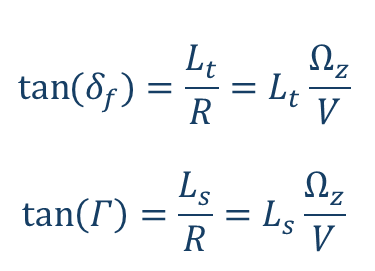 tan(δ_f) = L_t/R = L_t Ω_z/V
tan(Γ) = L_s/R = L_s Ω_z/V